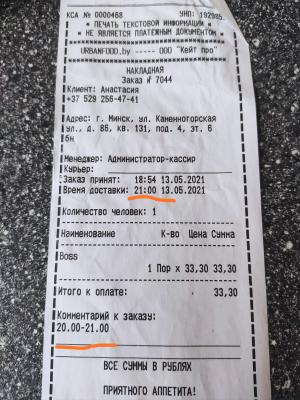 КСА № 0000468 УНП: 192985.
* ПЕЧАТЬ ТЕКСТОВОЙ ИНФОРМАЦИИ *
* НЕ ЯВЛЯЕТСЯ ПЛАТЕЖНЫМ ДОКУМЕНТОМ *
URBANFOOD.by ---- ООО "Кейт про"
НАКЛАДНАЯ
Заказ № 7044
Клиент: Анастасия
+37 529 256-47-41
Адрес: г. Минск, ул. Каменногорская
ул., д. 86, кв. 131, под. 4, эт. 6
бн
Менеджер: Администратор-кассир
Курьер:
Заказ принят: 18:54 13.05.2021
Время доставки: 21:00 13.05.2021
Количество человек: 1
Наименование К-во Цена Сумма
Boss
1 Пор x 33,30 33,30
Итого к оплате: 33,30
Комментарий к заказу:
20.00-21.00
ВСЕ СУММЫ В РУБЛЯХ
ПРИЯТНОГО АППЕТИТА!